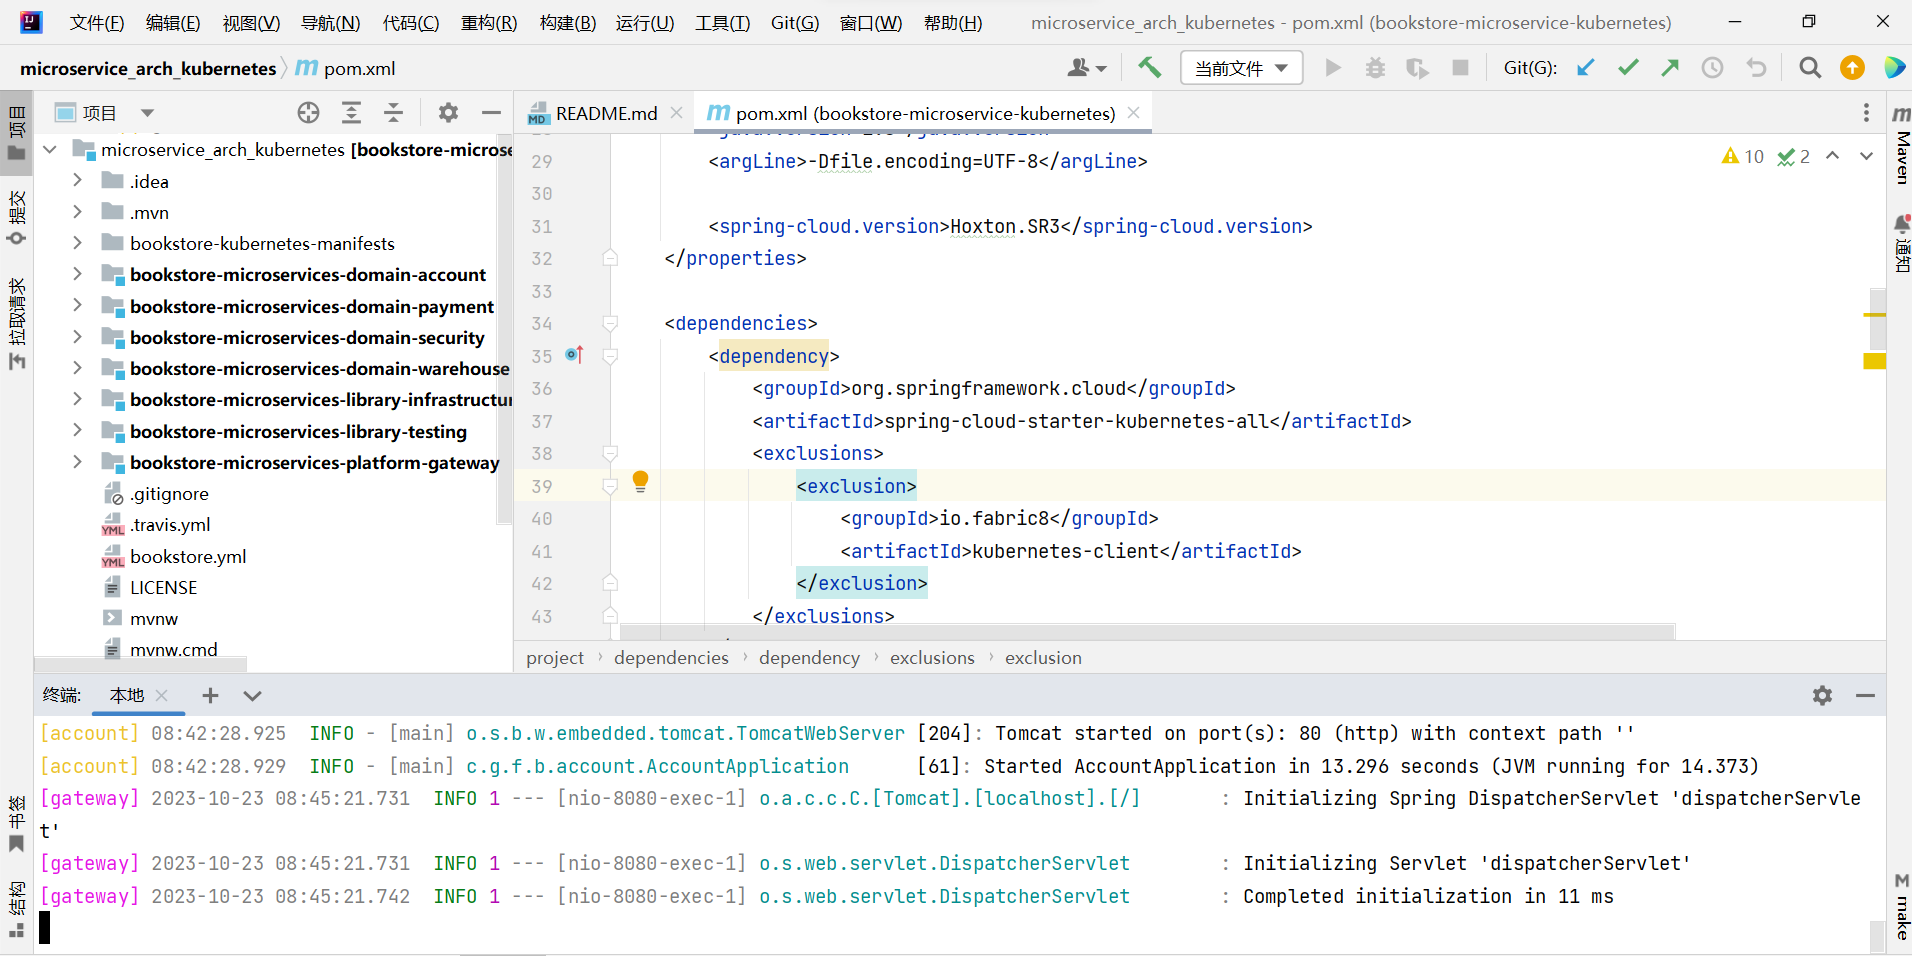 文件(F) 编辑(E) 视图(V) 导航(N) 代码(C) 重构(R) 构建(B) 运行(U) 工具(T) Git(G) 窗口(W) 帮助(H) microservice_arch_kubernetes - pom.xml (bookstore-microservice-kubernetes)
microservice_arch_kubernetes pom.xml 当前文件 Git(G):
项目
README.md
pom.xml (bookstore-microservice-kubernetes)
项目
提交
拉取请求
书签
结构
microservice_arch_kubernetes [bookstore-microse
.idea
.mvn
bookstore-kubernetes-manifests
bookstore-microservices-domain-account
bookstore-microservices-domain-payment
bookstore-microservices-domain-security
bookstore-microservices-domain-warehouse
bookstore-microservices-library-infrastructur
bookstore-microservices-library-testing
bookstore-microservices-platform-gateway
.gitignore
.travis.yml
bookstore.yml
LICENSE
mvnw
mvnw.cmd
10 2
29 <argLine>-Dfile.encoding=UTF-8</argLine>
30
31 <spring-cloud.version>Hoxton.SR3</spring-cloud.version>
32 </properties>
33
34 <dependencies>
35 <dependency>
36 <groupId>org.springframework.cloud</groupId>
37 <artifactId>spring-cloud-starter-kubernetes-all</artifactId>
38 <exclusions>
39 <exclusion>
40 <groupId>io.fabric8</groupId>
41 <artifactId>kubernetes-client</artifactId>
42 </exclusion>
43 </exclusions>
project › dependencies › dependency › exclusions › exclusion
Maven
通知
make
终端: 本地
[account] 08:42:28.925 INFO - [main] o.s.b.w.embedded.tomcat.TomcatWebServer [204]: Tomcat started on port(s): 80 (http) with context path ''
[account] 08:42:28.929 INFO - [main] c.g.f.b.account.AccountApplication [61]: Started AccountApplication in 13.296 seconds (JVM running for 14.373)
[gateway] 2023-10-23 08:45:21.731 INFO 1 --- [nio-8080-exec-1] o.a.c.c.C.[Tomcat].[localhost].[/] : Initializing Spring DispatcherServlet 'dispatcherServle
t'
[gateway] 2023-10-23 08:45:21.731 INFO 1 --- [nio-8080-exec-1] o.s.web.servlet.DispatcherServlet : Initializing Servlet 'dispatcherServlet'
[gateway] 2023-10-23 08:45:21.742 INFO 1 --- [nio-8080-exec-1] o.s.web.servlet.DispatcherServlet : Completed initialization in 11 ms